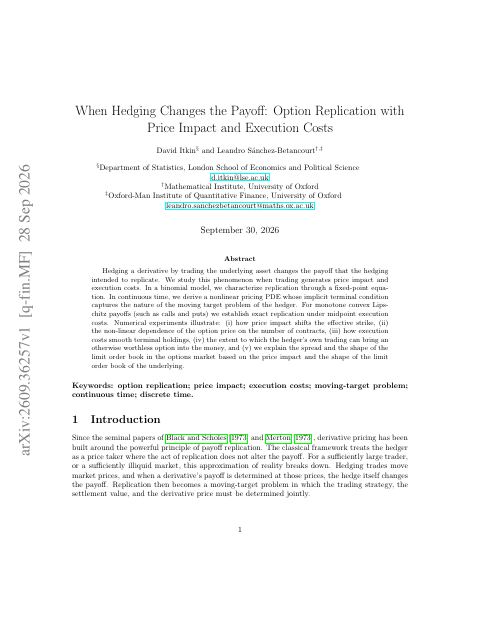 When Hedging Changes the Payoff: Option Replication with
Price Impact and Execution Costs
David Itkin§ and Leandro Sánchez-Betancourt†,‡
§Department of Statistics, London School of Economics and Political Science
d.itkin@lse.ac.uk
†Mathematical Institute, University of Oxford
‡Oxford-Man Institute of Quantitative Finance, University of Oxford
leandro.sanchezbetancourt@maths.ox.ac.uk
September 30, 2026
Abstract
Hedging a derivative by trading the underlying asset changes the payoff that the hedging
intended to replicate. We study this phenomenon when trading generates price impact and
execution costs. In a binomial model, we characterize replication through a fixed-point equa-
tion. In continuous time, we derive a nonlinear pricing PDE whose implicit terminal condition
captures the nature of the moving target problem of the hedger. For monotone convex Lips-
chitz payoffs (such as calls and puts) we establish exact replication under midpoint execution
costs. Numerical experiments illustrate: (i) how price impact shifts the effective strike, (ii)
the non-linear dependence of the option price on the number of contracts, (iii) how execution
costs smooth terminal holdings, (iv) the extent to which the hedger's own trading can bring an
otherwise worthless option into the money, and (v) we explain the spread and the shape of the
limit order book in the options market based on the price impact and the shape of the limit
order book of the underlying.
Keywords: option replication; price impact; execution costs; moving-target problem;
continuous time; discrete time.
1 Introduction
Since the seminal papers of Black and Scholes 1973 and Merton 1973, derivative pricing has been
built around the powerful principle of payoff replication. The classical framework treats the hedger
as a price taker where the act of replication does not alter the payoff. For a sufficiently large trader,
or a sufficiently illiquid market, this approximation of reality breaks down. Hedging trades move
market prices, and when a derivative's payoff is determined at those prices, the hedge itself changes
the payoff. Replication then becomes a moving-target problem in which the trading strategy, the
settlement value, and the derivative price must be determined jointly.
1
arXiv:2609.36257v1 [q-fin.MF] 28 Sep 2026